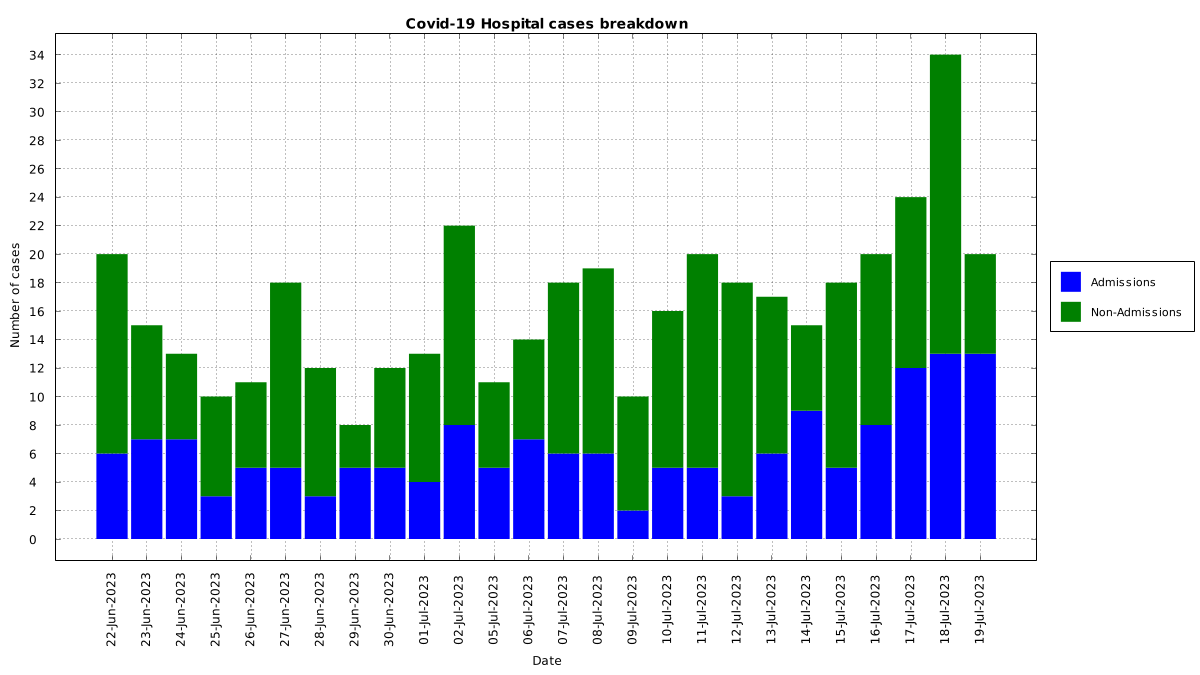 Covid-19 Hospital cases breakdown
34
32
30
28
26
24
22
20
18
16
14
12
10
8
6
4
2
0
Number of cases
22-Jun-2023
23-Jun-2023
24-Jun-2023
25-Jun-2023
26-Jun-2023
27-Jun-2023
28-Jun-2023
29-Jun-2023
30-Jun-2023
01-Jul-2023
02-Jul-2023
05-Jul-2023
06-Jul-2023
07-Jul-2023
08-Jul-2023
09-Jul-2023
10-Jul-2023
11-Jul-2023
12-Jul-2023
13-Jul-2023
14-Jul-2023
15-Jul-2023
16-Jul-2023
17-Jul-2023
18-Jul-2023
19-Jul-2023
Date
Admissions
Non-Admissions